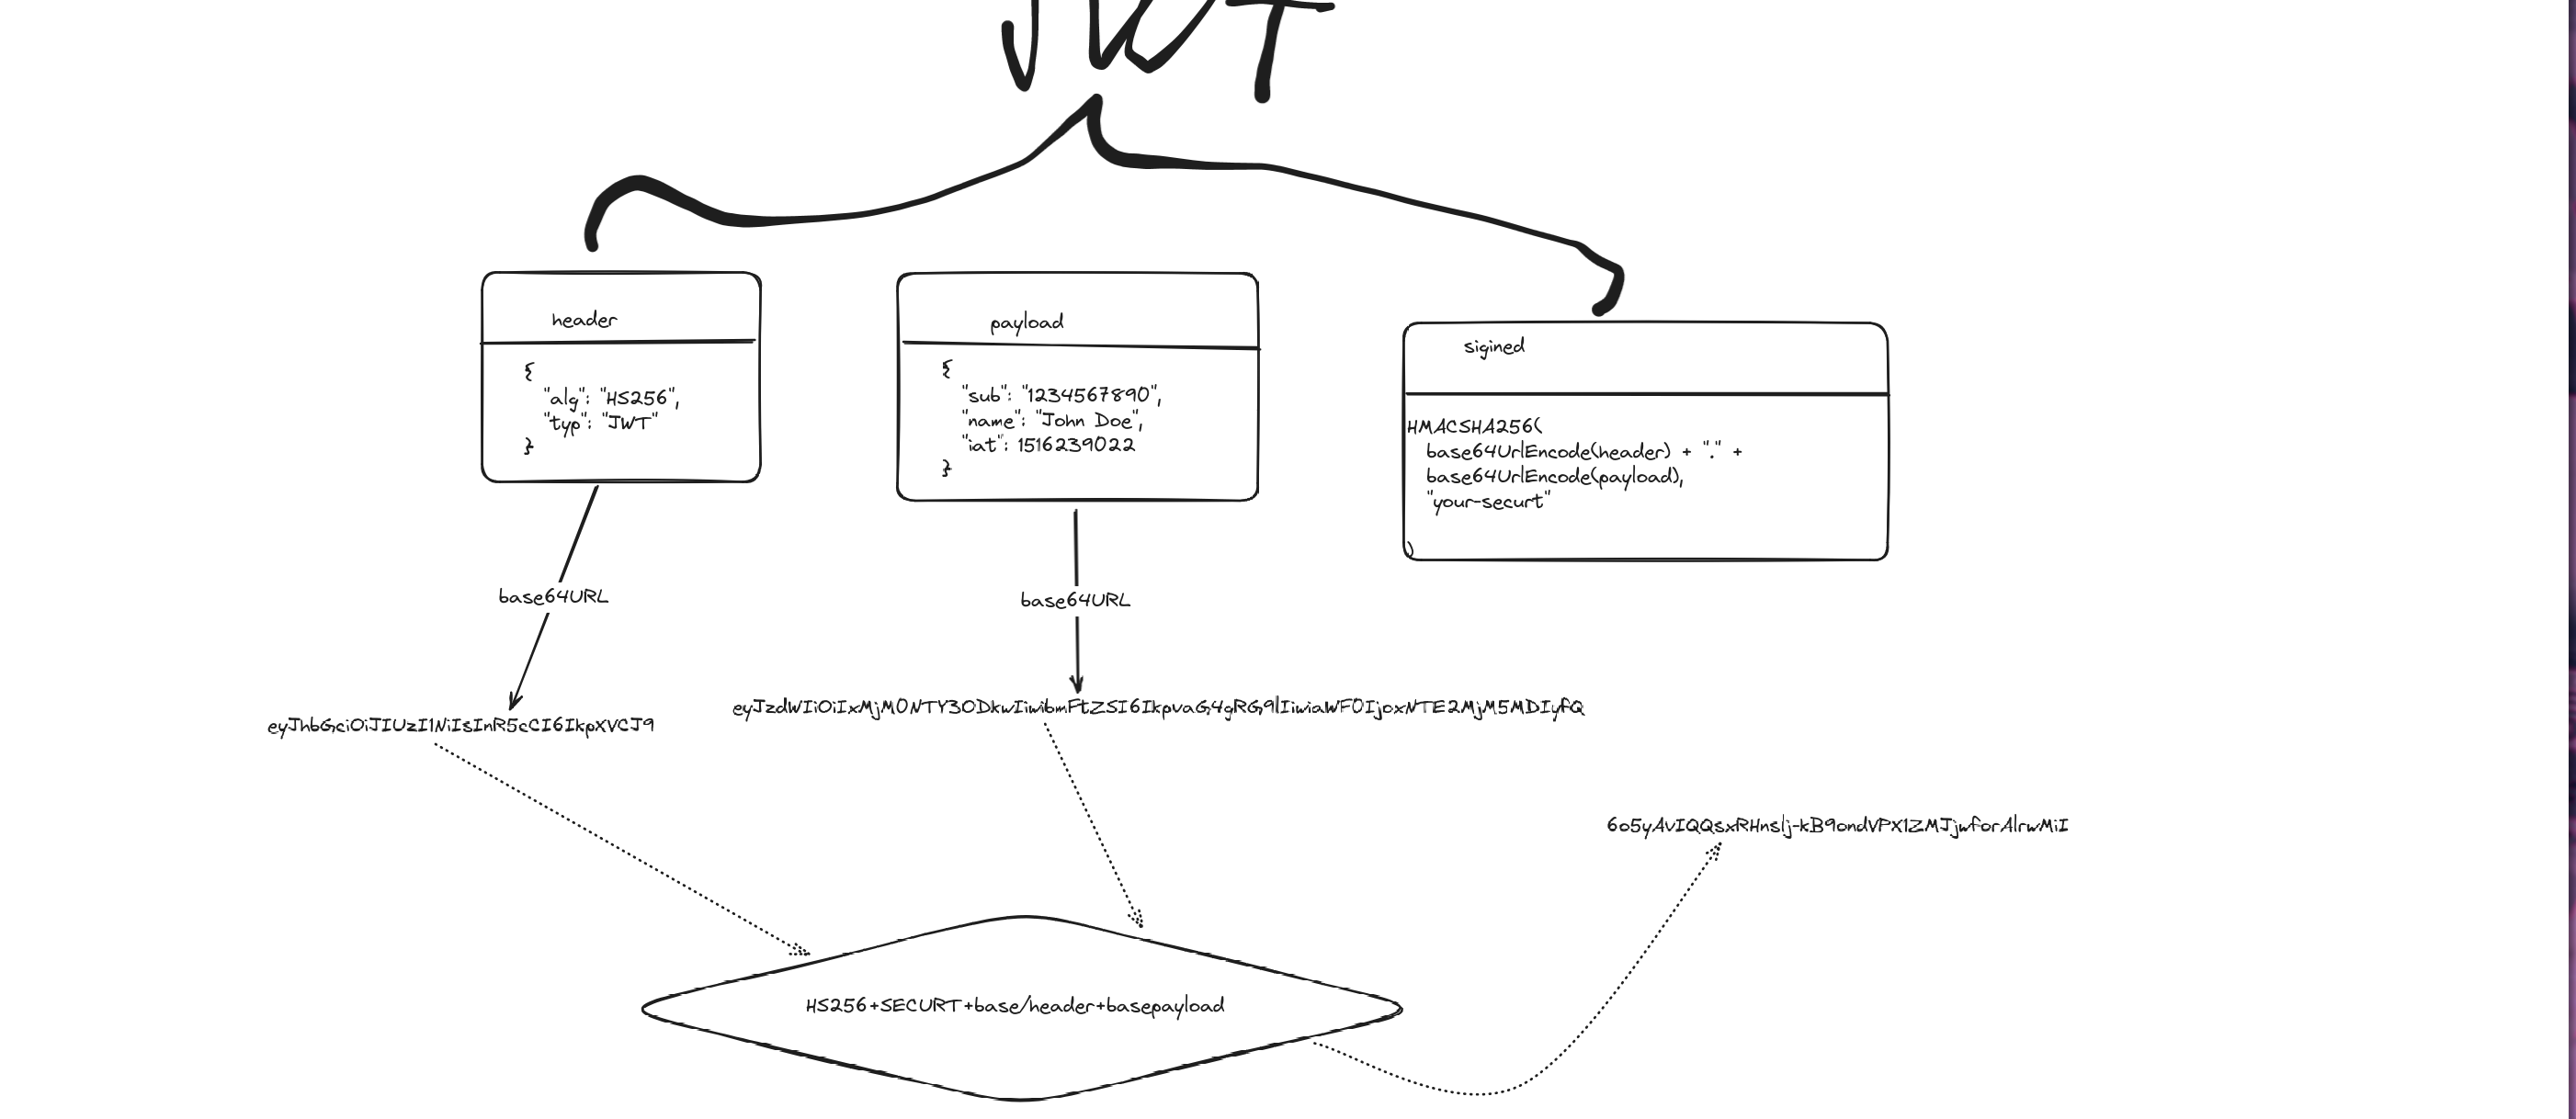 JWT
header
{
"alg": "HS256",
"typ": "JWT"
}
payload
{
"sub": "1234567890",
"name": "John Doe",
"iat": 1516239022
}
sigined
HMACSHA256(
base64UrlEncode(header) + "." +
base64UrlEncode(payload),
"your-securt"
)
base64URL
base64URL
eyJhbGciOiJIUzI1NiIsInR5cCI6IkpXVCJ9
eyJzdWIiOiIxMjM0NTY3ODkwIiwibmFtZSI6IkpvaG4gRG9lIiwiaWF0IjoxNTE2MjM5MDIyfQ
6o5yAvIQQsxRHnslj-kB9ondVPX1ZMJjwforAlrwMiI
HS256+SECURT+base/header+basepayload